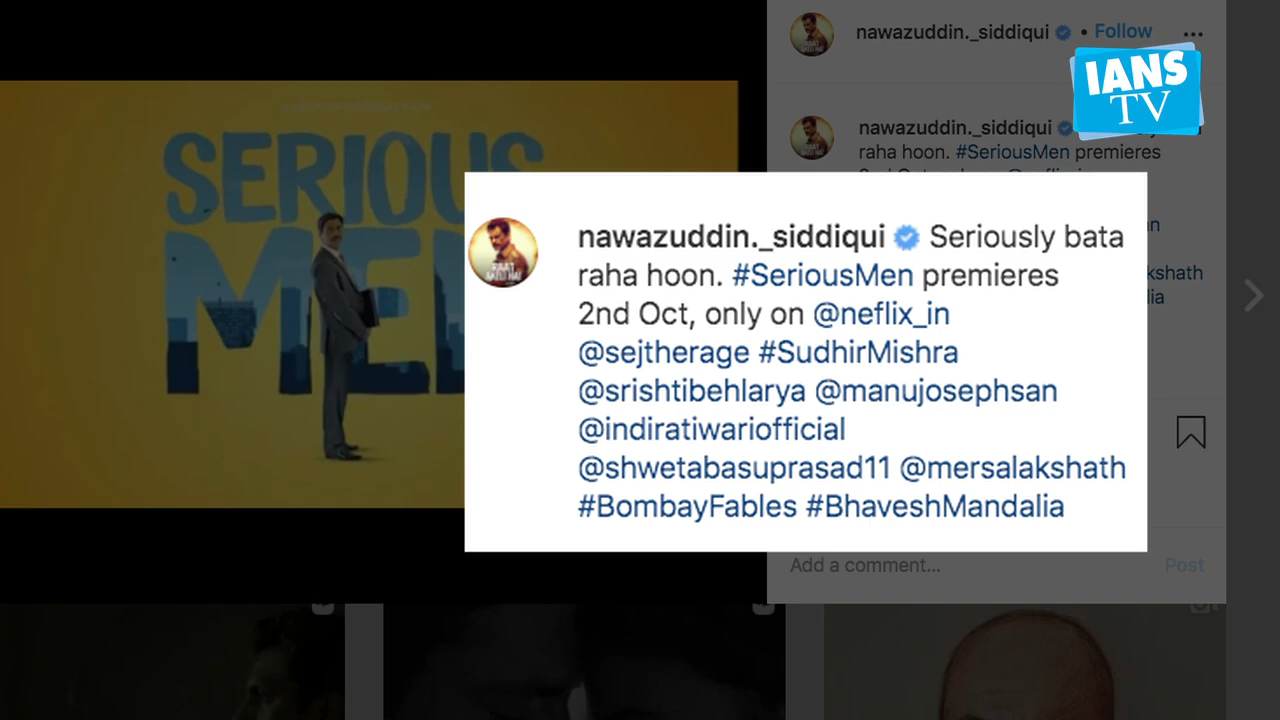 nawazuddin._siddiqui • Follow ...
IANS
TV
SERIOUS
MEN
nawazuddin._siddiqui
raha hoon. #SeriousMen premieres
kshath
nawazuddin._siddiqui Seriously bata
raha hoon. #SeriousMen premieres
2nd Oct, only on @neflix_in
@sejtherage #SudhirMishra
@srishtibehlarya @manujosephsan
@indiratiwariofficial
@shwetabasuprasad11 @mersalakshath
#BombayFables #BhaveshMandalia
Add a comment... Post